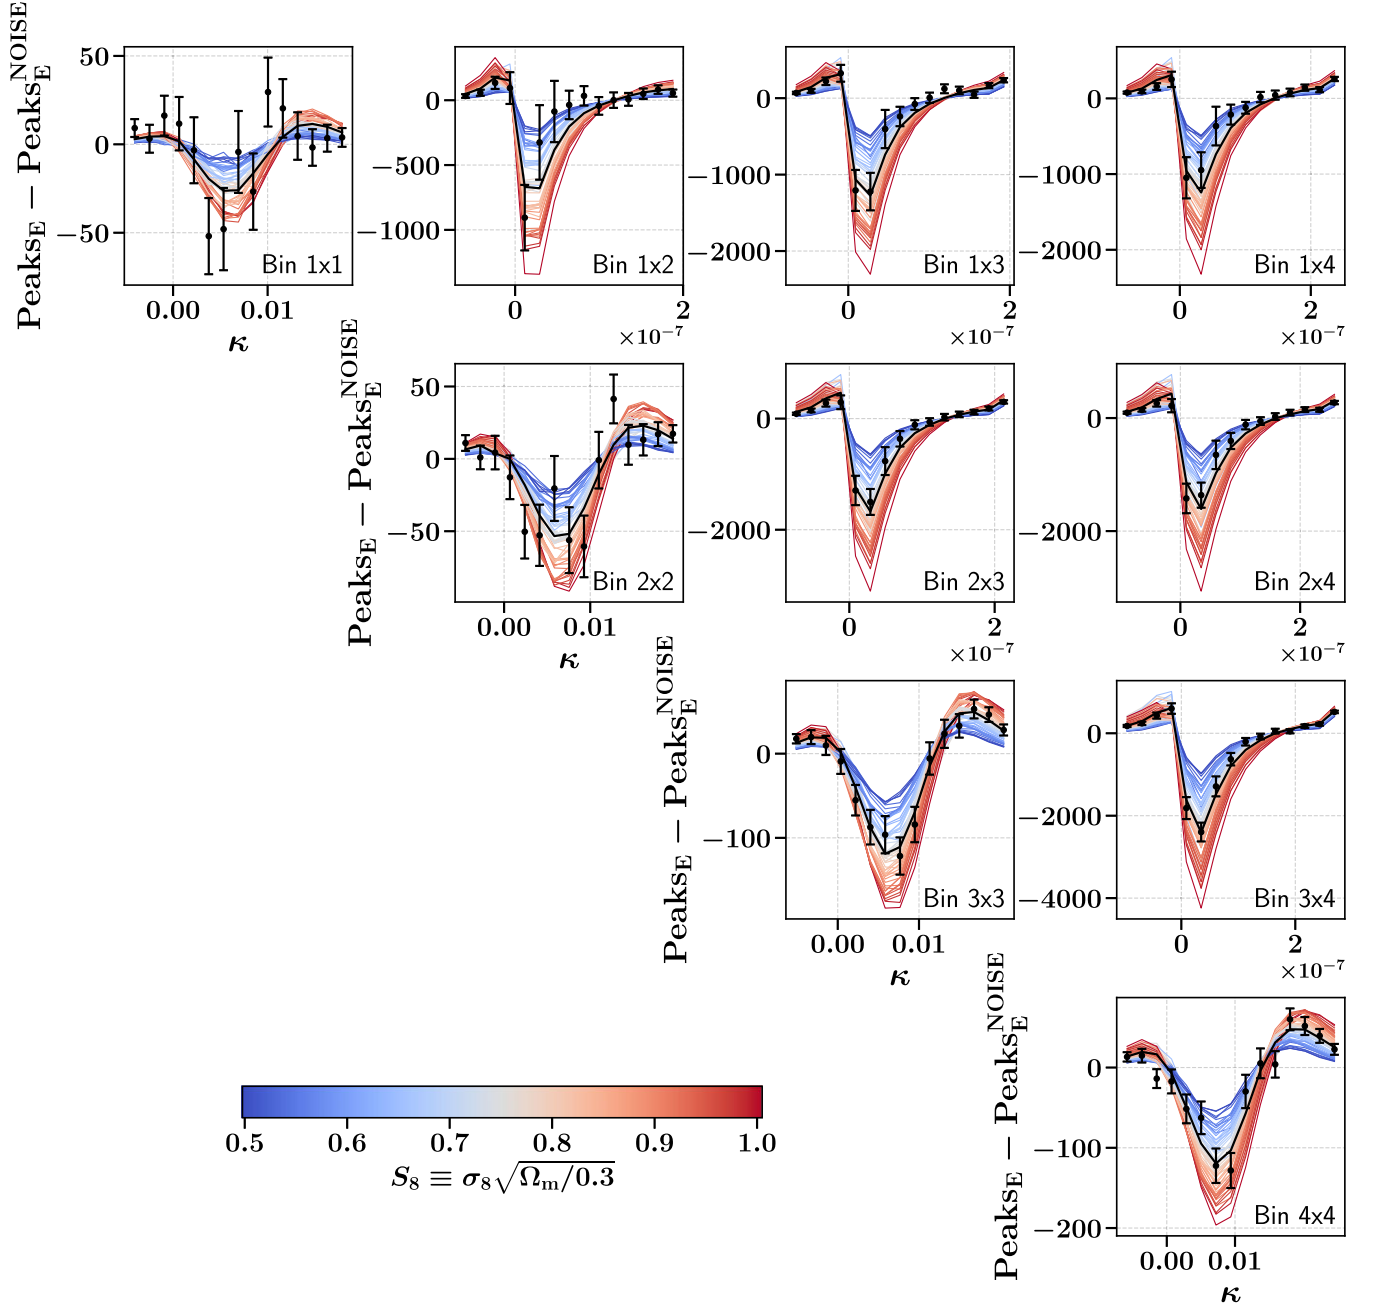 Peaks_E − Peaks_E^NOISE
50
0
−50
Bin 1x1
0.00 0.01
κ
0
−500
−1000
Bin 1x2
0 2
×10⁻⁷
0
−1000
−2000
Bin 1x3
0 2
×10⁻⁷
0
−1000
−2000
Bin 1x4
0 2
×10⁻⁷
Peaks_E − Peaks_E^NOISE
50
0
−50
Bin 2x2
0.00 0.01
κ
0
−2000
Bin 2x3
0 2
×10⁻⁷
0
−2000
Bin 2x4
0 2
×10⁻⁷
Peaks_E − Peaks_E^NOISE
0
−100
Bin 3x3
0.00 0.01
κ
0
−2000
−4000
Bin 3x4
0 2
×10⁻⁷
Peaks_E − Peaks_E^NOISE
0
−100
−200
Bin 4x4
0.00 0.01
κ
0.5 0.6 0.7 0.8 0.9 1.0
S₈ ≡ σ₈√Ωₘ/0.3